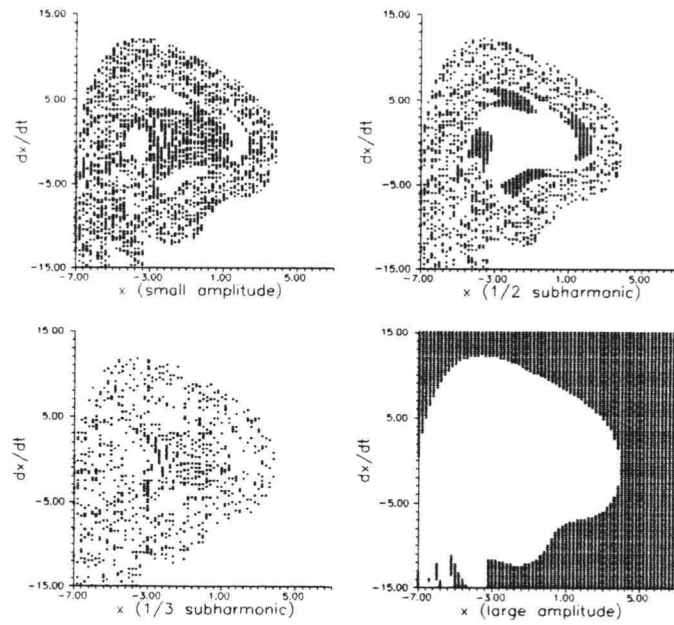 15.00
5.00
-5.00
-15.00
dx/dt
-7.00 -3.00 1.00 5.00
x (small amplitude)
15.00
5.00
-5.00
-15.00
dx/dt
-7.00 -3.00 1.00 5.00
x (1/2 subharmonic)
15.00
5.00
-5.00
-15.00
dx/dt
-7.00 -3.00 1.00 5.00
x (1/3 subharmonic)
15.00
5.00
-5.00
-15.00
dx/dt
-7.00 -3.00 1.00 5.00
x (large amplitude)